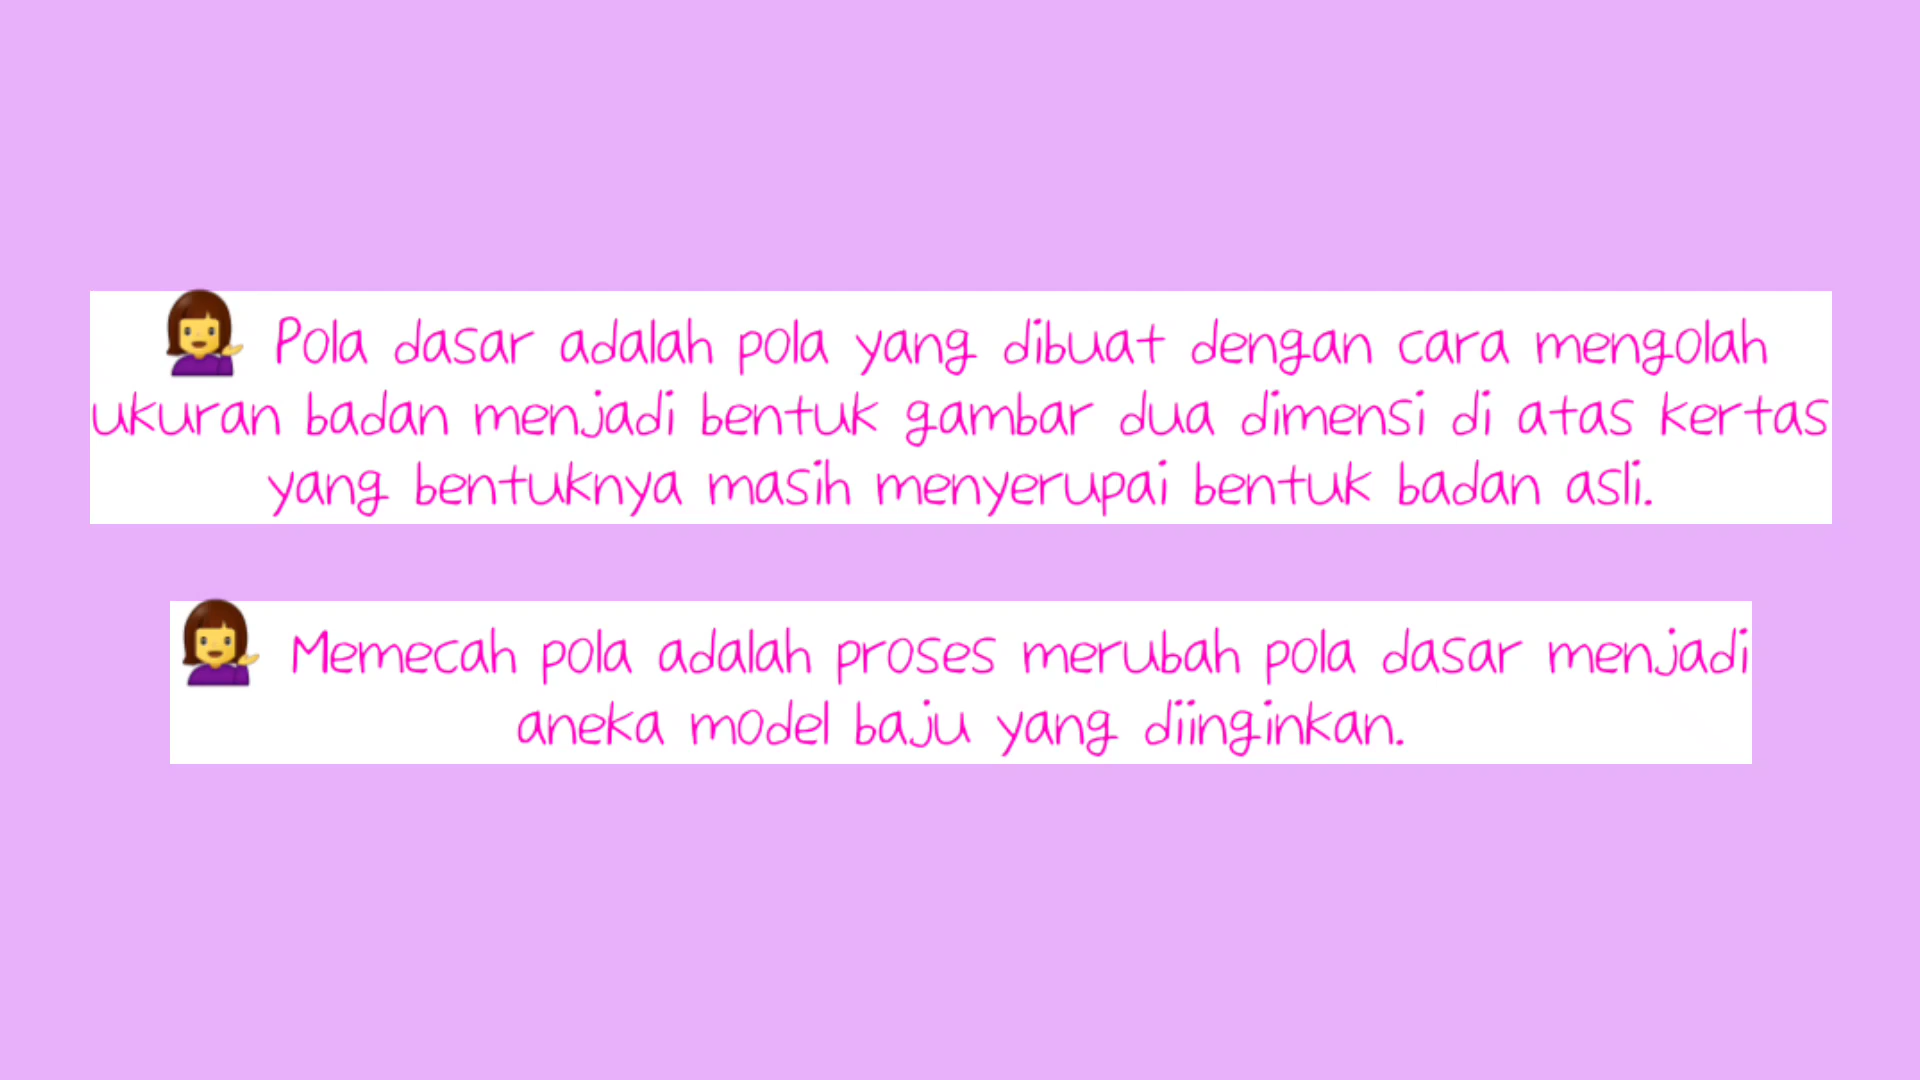 💁‍♀️ Pola dasar adalah pola yang dibuat dengan cara mengolah
ukuran badan menjadi bentuk gambar dua dimensi di atas kertas
yang bentuknya masih menyerupai bentuk badan asli.
💁‍♀️ Memecah pola adalah proses merubah pola dasar menjadi
aneka model baju yang diinginkan.